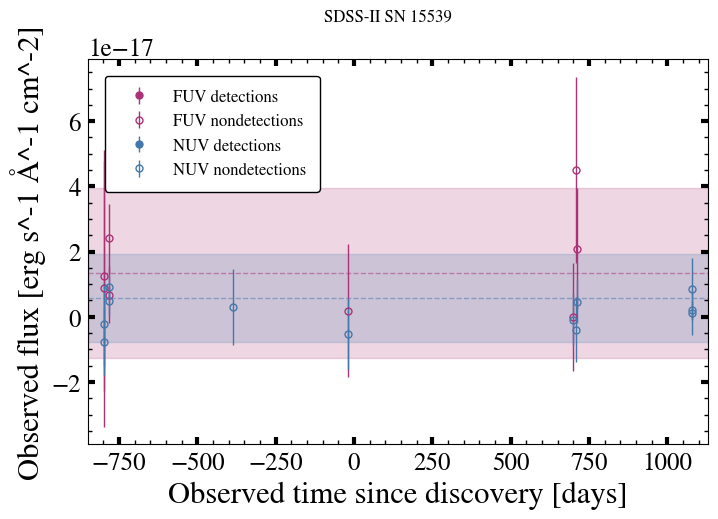 SDSS-II SN 15539
1e−17
FUV detections
FUV nondetections
NUV detections
NUV nondetections
6
4
2
0
−2
−750 −500 −250 0 250 500 750 1000
Observed time since discovery [days]
Observed flux [erg s^-1 Å^-1 cm^-2]